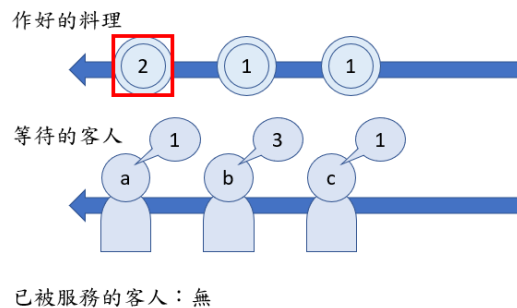 作好的料理
2 1 1
等待的客人
1 3 1
a b c
已被服務的客人：無